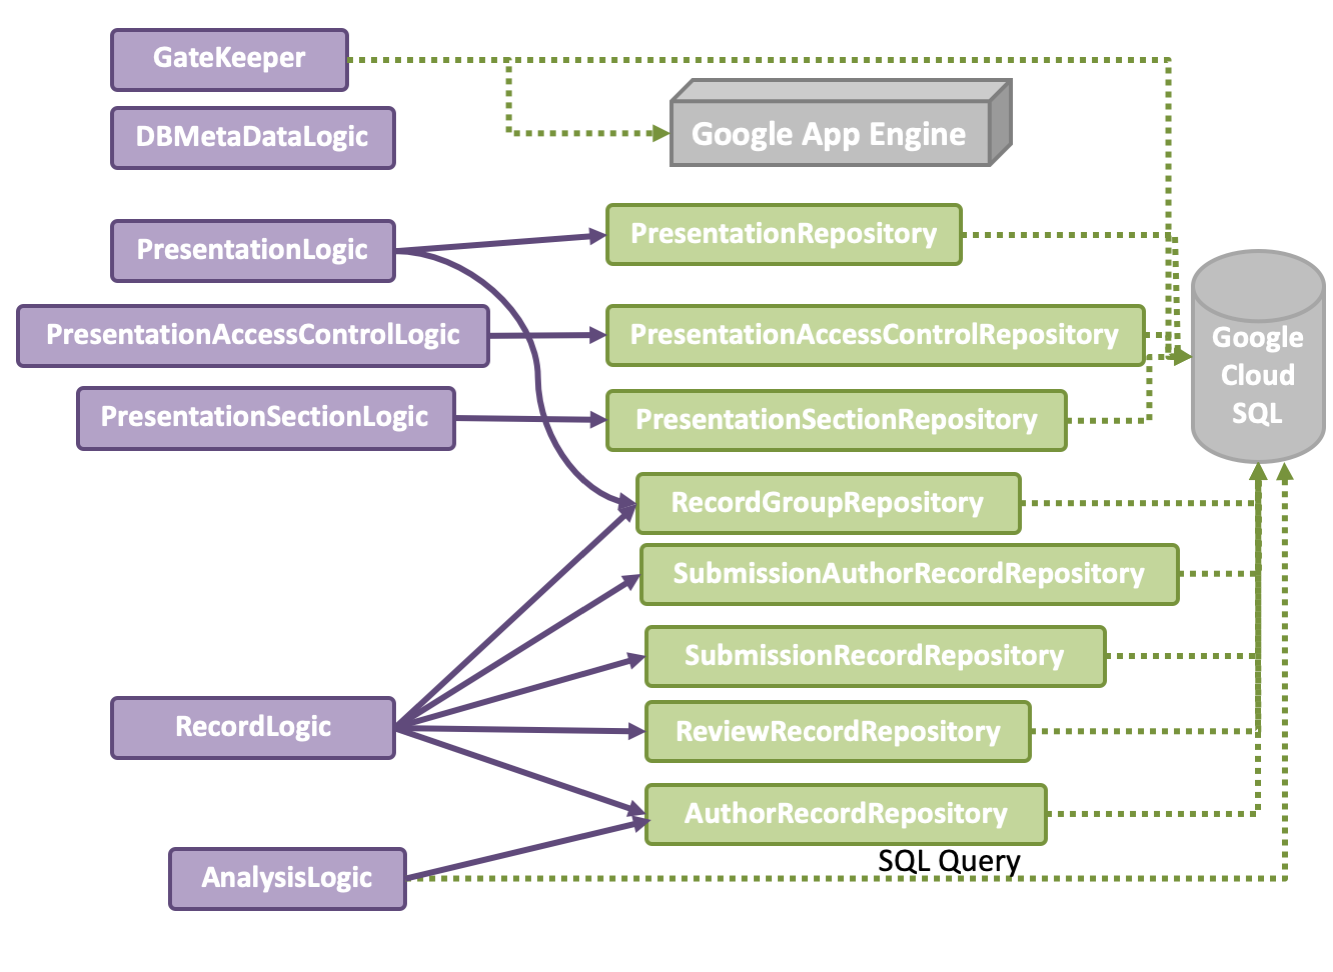 GateKeeper
DBMetaDataLogic
Google App Engine
PresentationLogic
PresentationRepository
PresentationAccessControlLogic
PresentationAccessControlRepository
Google
Cloud
SQL
PresentationSectionLogic
PresentationSectionRepository
RecordGroupRepository
SubmissionAuthorRecordRepository
SubmissionRecordRepository
RecordLogic
ReviewRecordRepository
AuthorRecordRepository
SQL Query
AnalysisLogic